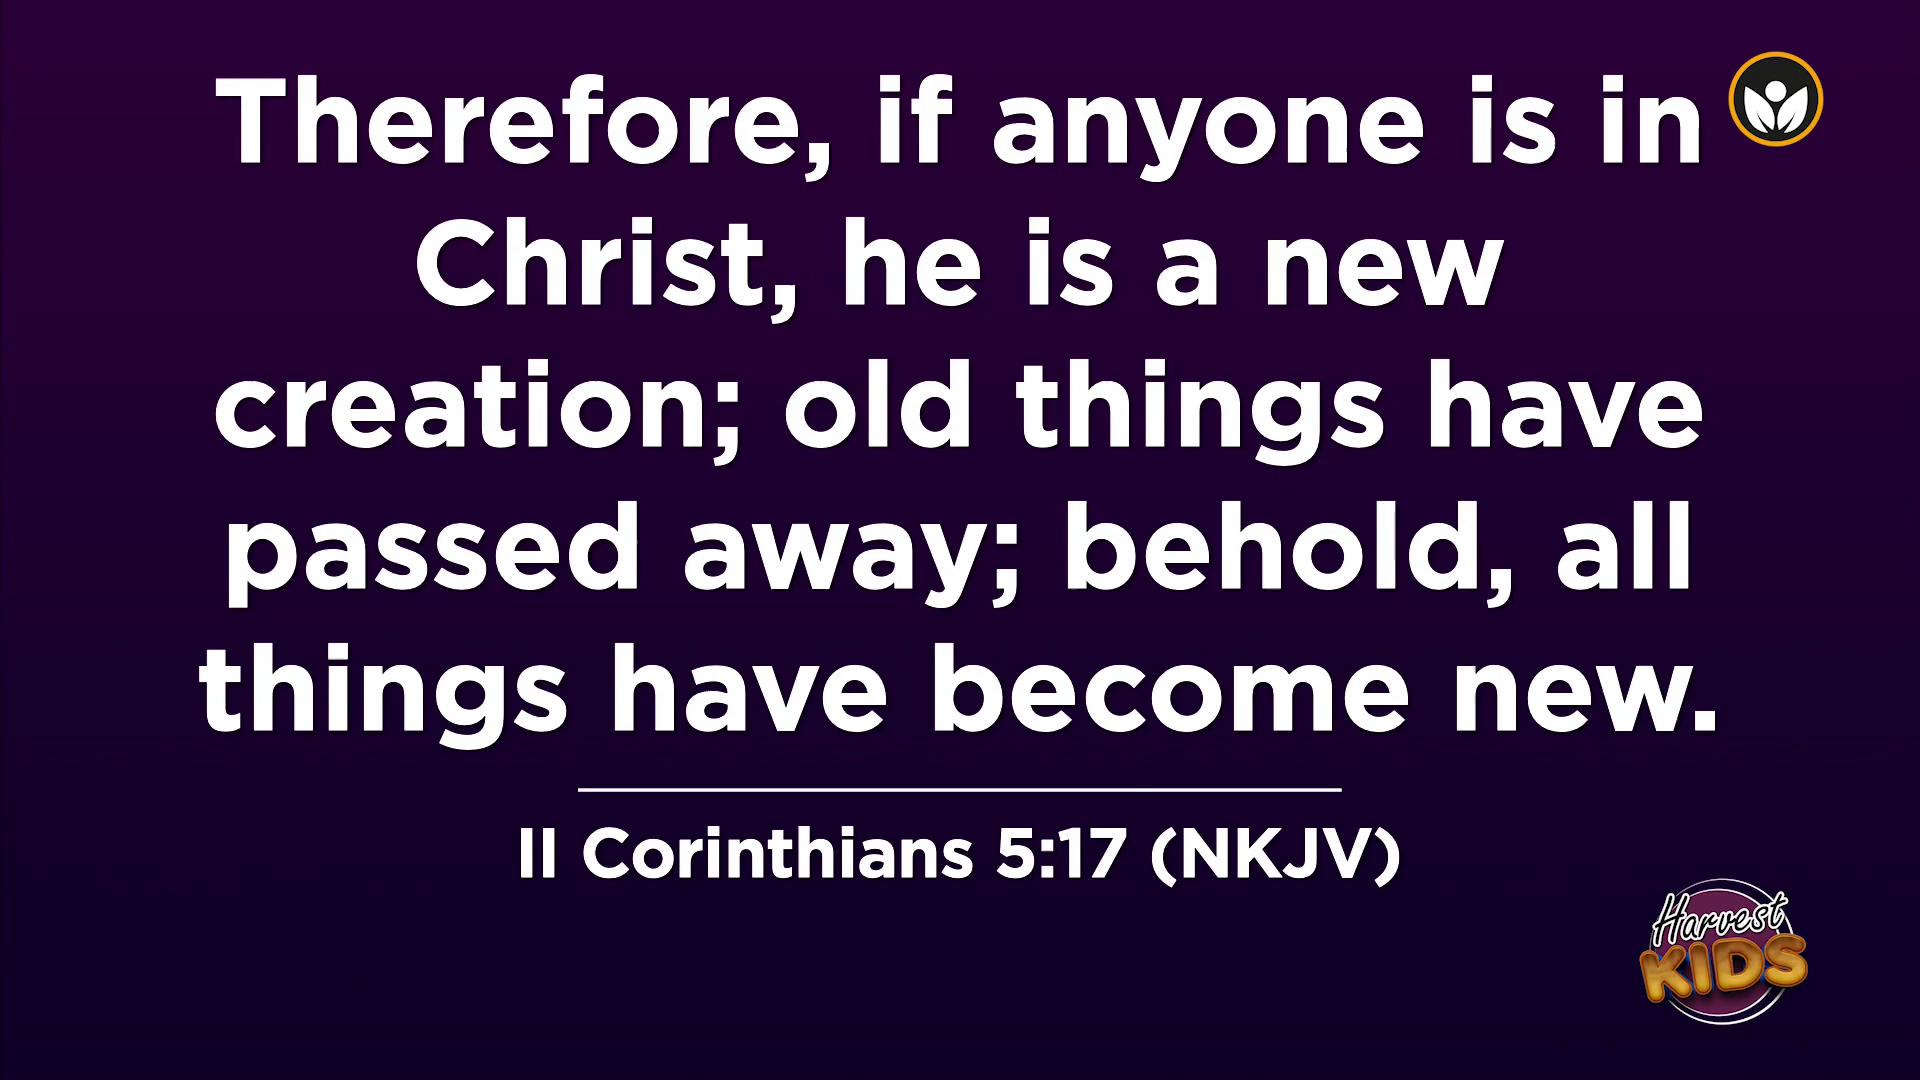 Therefore, if anyone is in
Christ, he is a new
creation; old things have
passed away; behold, all
things have become new.
II Corinthians 5:17 (NKJV)
Harvest
KIDS